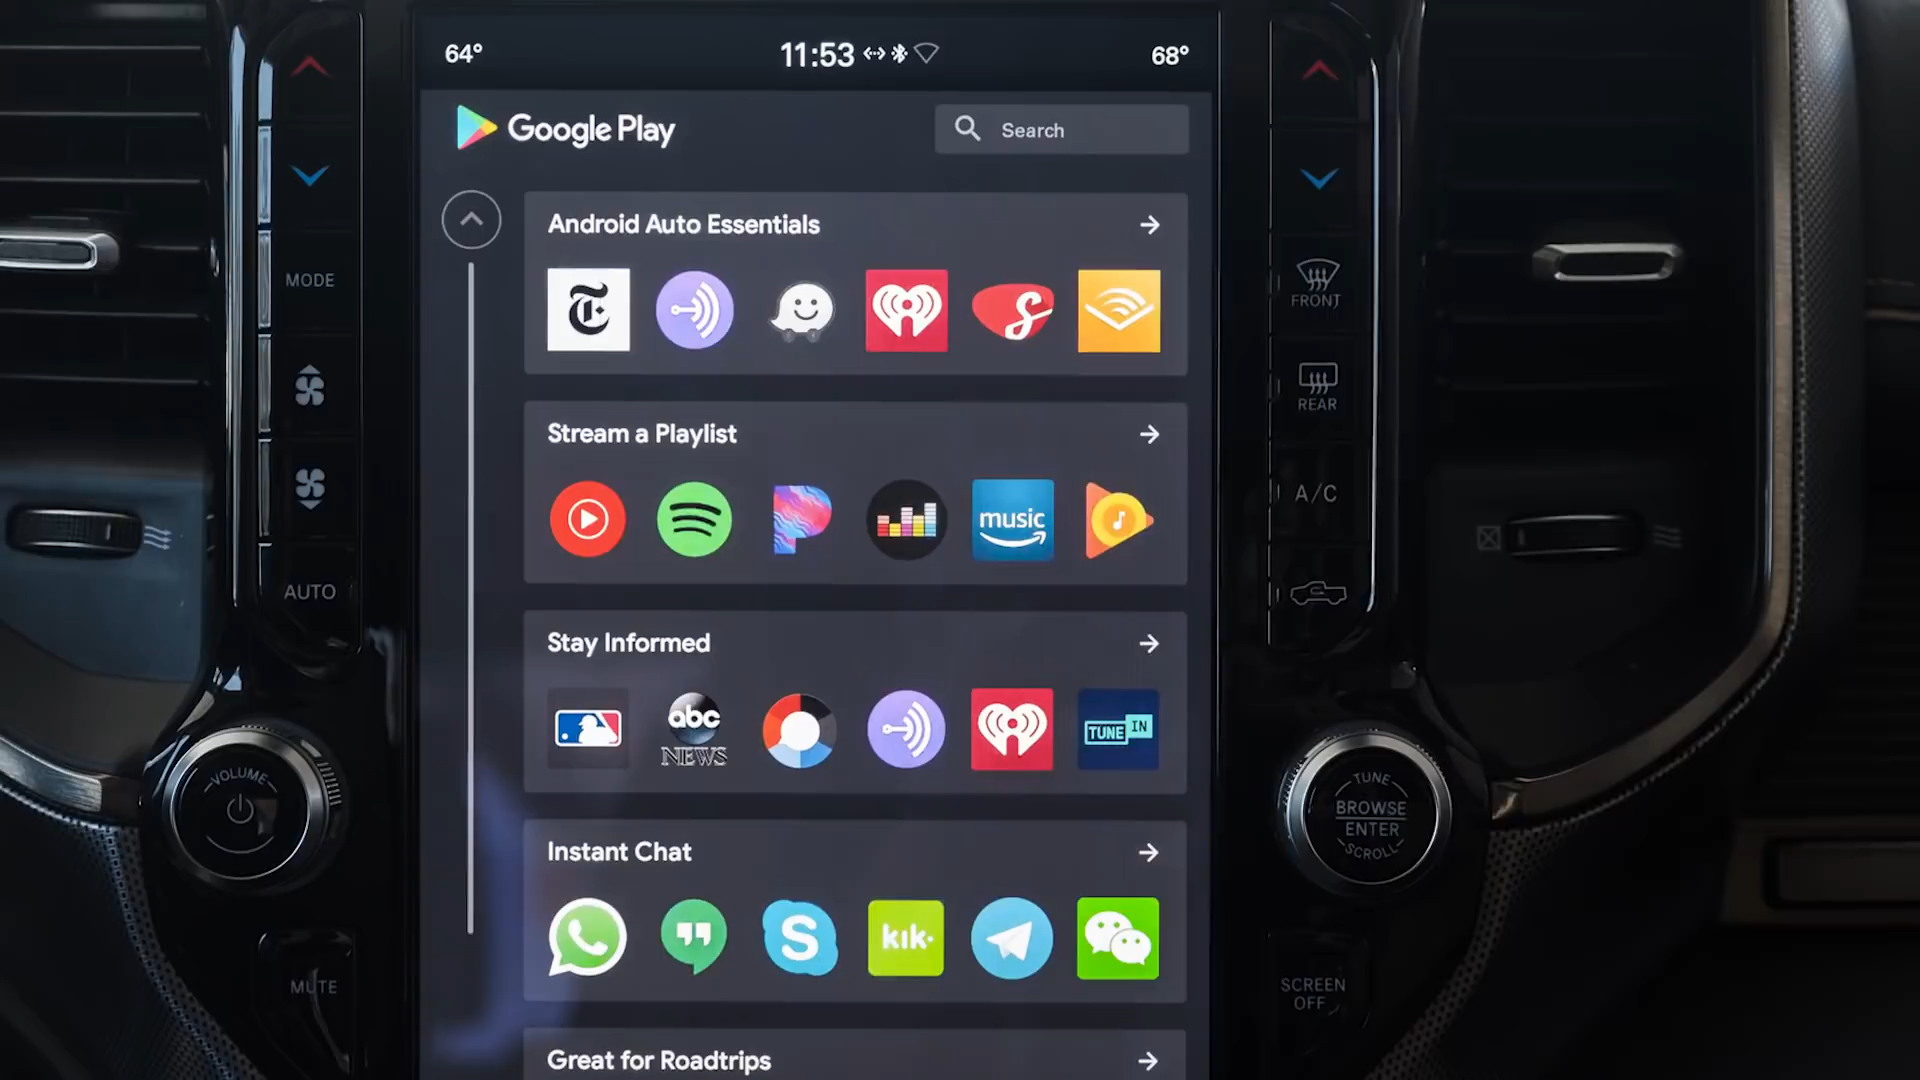 64°
11:53
68°
Google Play
Search
Android Auto Essentials
Stream a Playlist
music
Stay Informed
abc
NEWS
TUNE IN
Instant Chat
S
kik·
Great for Roadtrips
MODE
AUTO
VOLUME
MUTE
FRONT
REAR
A/C
TUNE
BROWSE
ENTER
SCROLL
SCREEN
OFF